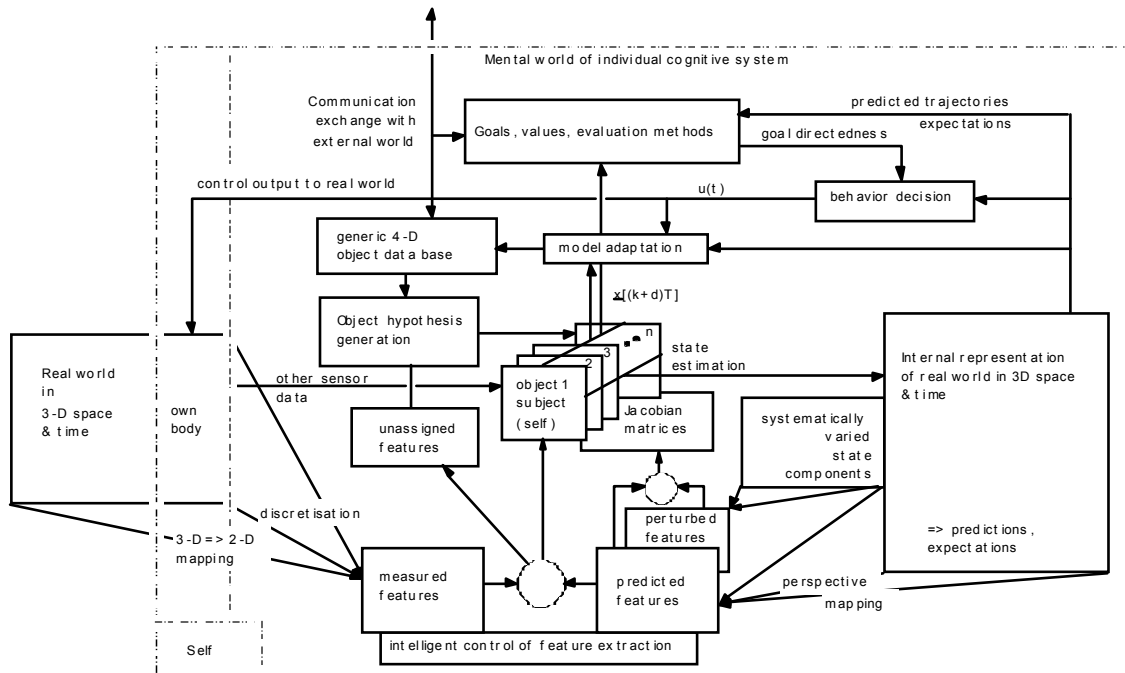 Mental world of individual cognitive system
Communication
exchange with
external world
Goals, values, evaluation methods
predicted trajectories
expectations
goal directedness
control output to real world
u(t)
behavior decision
generic 4-D
object data base
model adaptation
x[(k+d)T]
Object hypothesis
generation
n
3
2
state
estimation
Real world
in
3-D space
& time
own
body
other sensor
data
object 1
subject
(self)
Jacobian
matrices
Internal representation
of real world in 3D space
& time
systematically
varied
state
components
unassigned
features
discretisation
3-D => 2-D
mapping
perturbed
features
=> predictions,
expectations
measured
features
predicted
features
perspective
mapping
intelligent control of feature extraction
Self